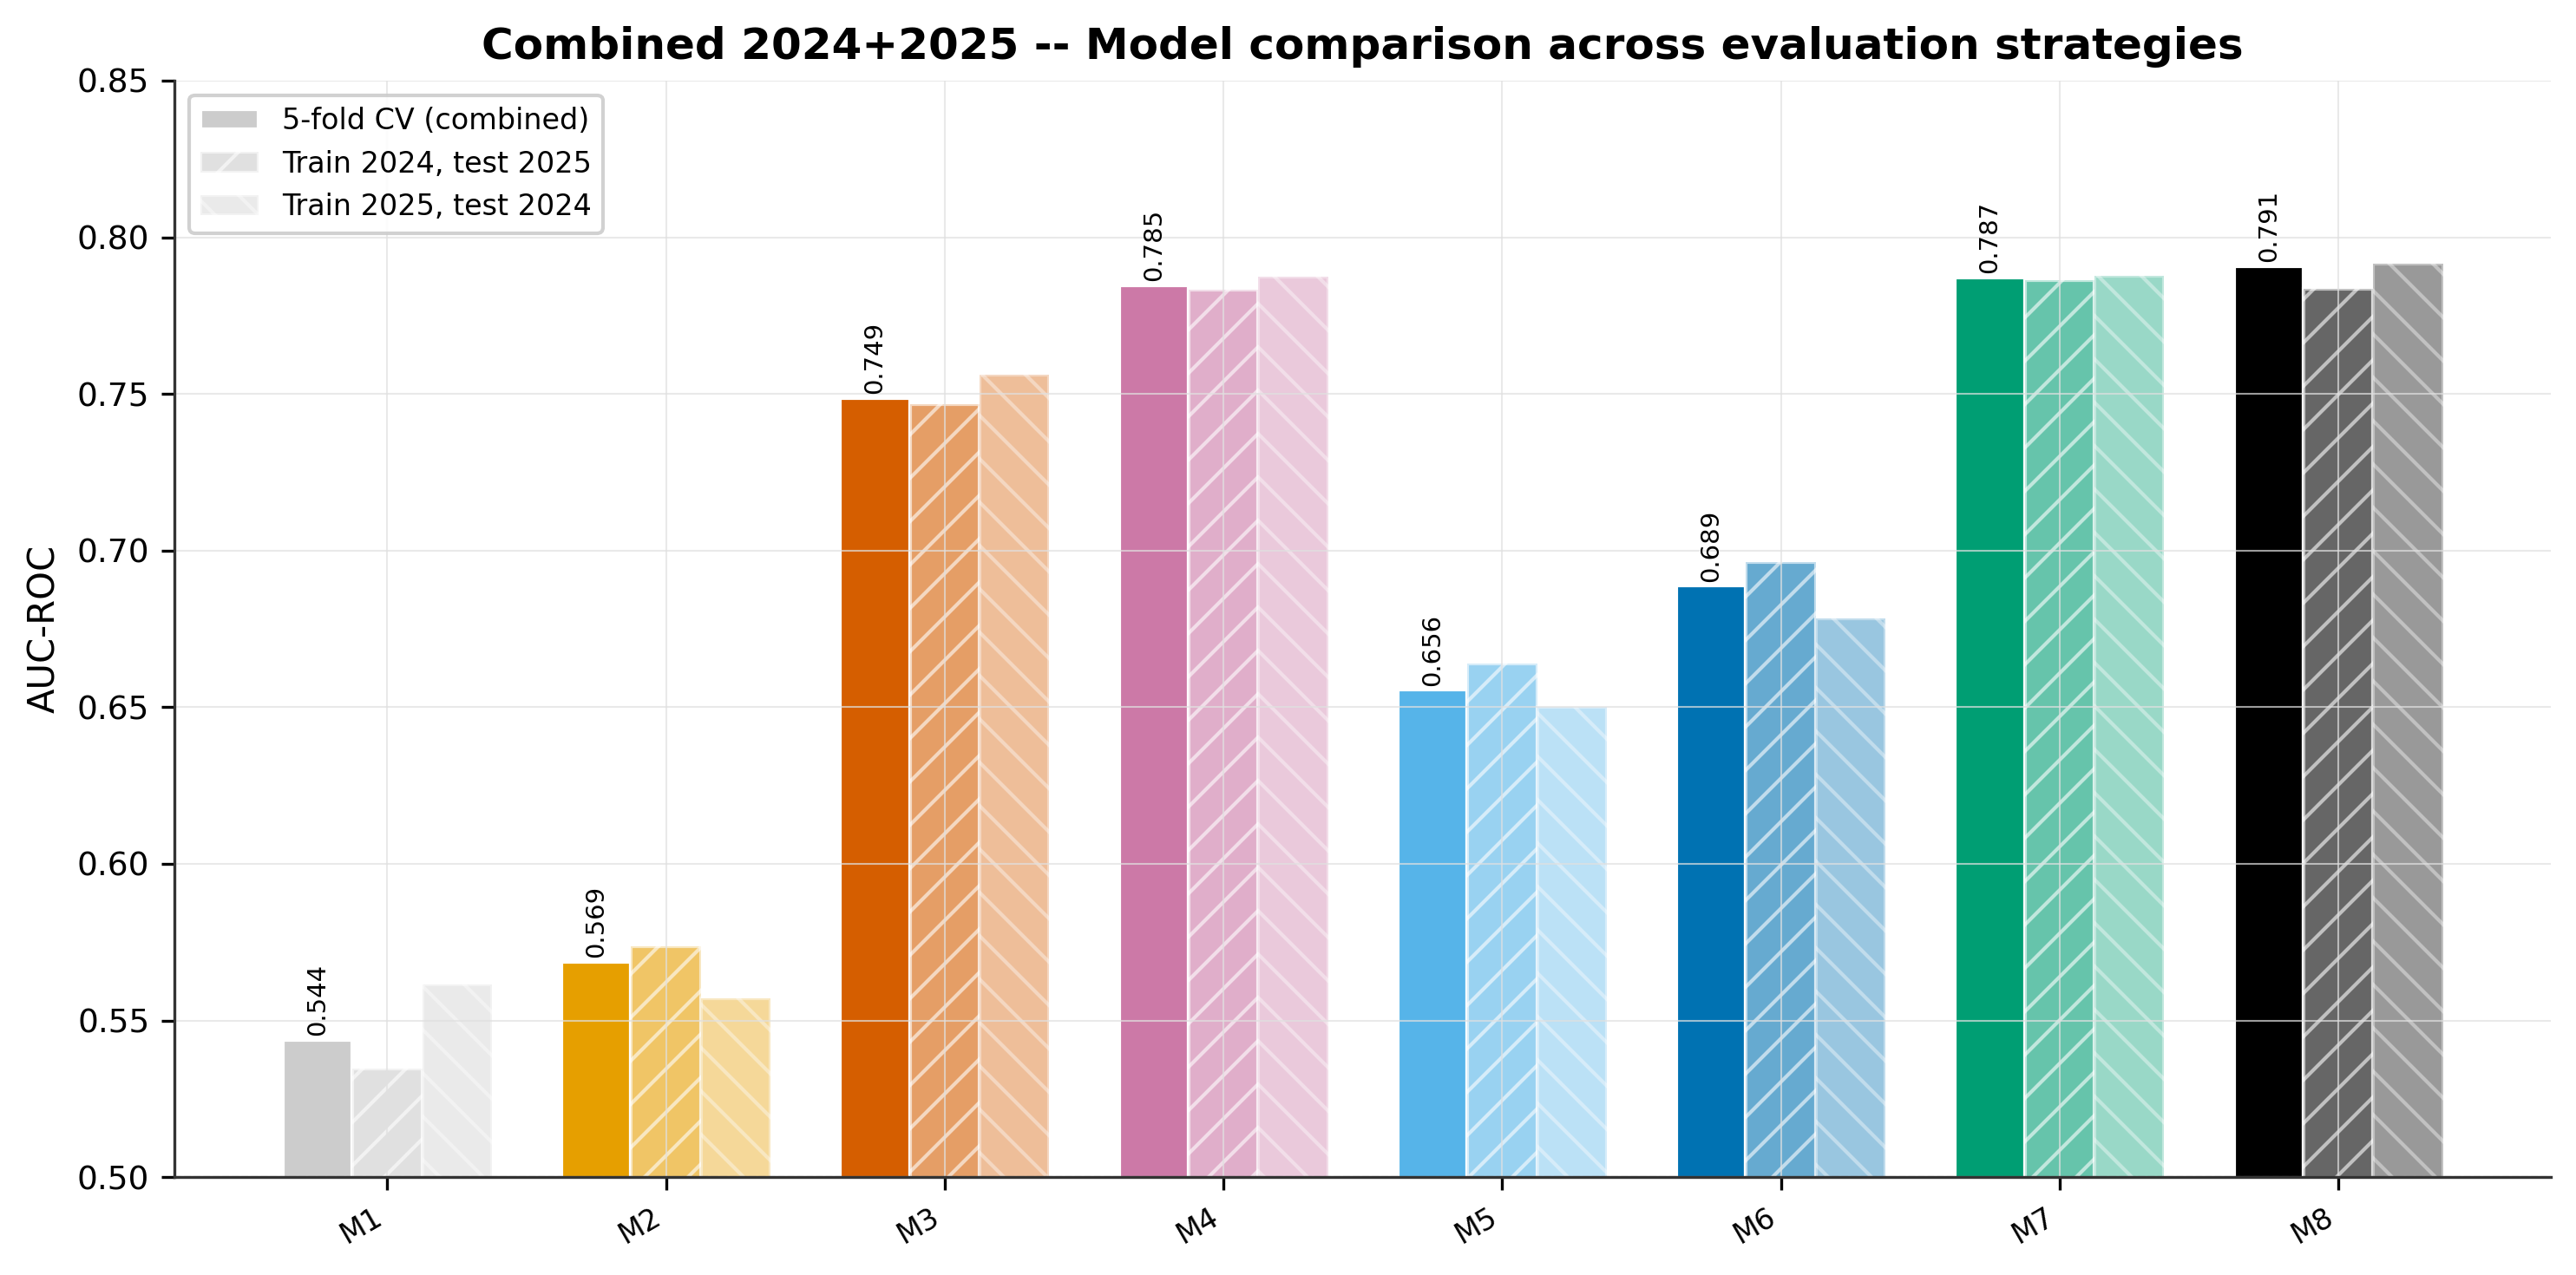 Combined 2024+2025 -- Model comparison across evaluation strategies
5-fold CV (combined)
Train 2024, test 2025
Train 2025, test 2024
AUC-ROC
0.85
0.80
0.75
0.70
0.65
0.60
0.55
0.50
0.544
0.569
0.749
0.785
0.656
0.689
0.787
0.791
M1
M2
M3
M4
M5
M6
M7
M8